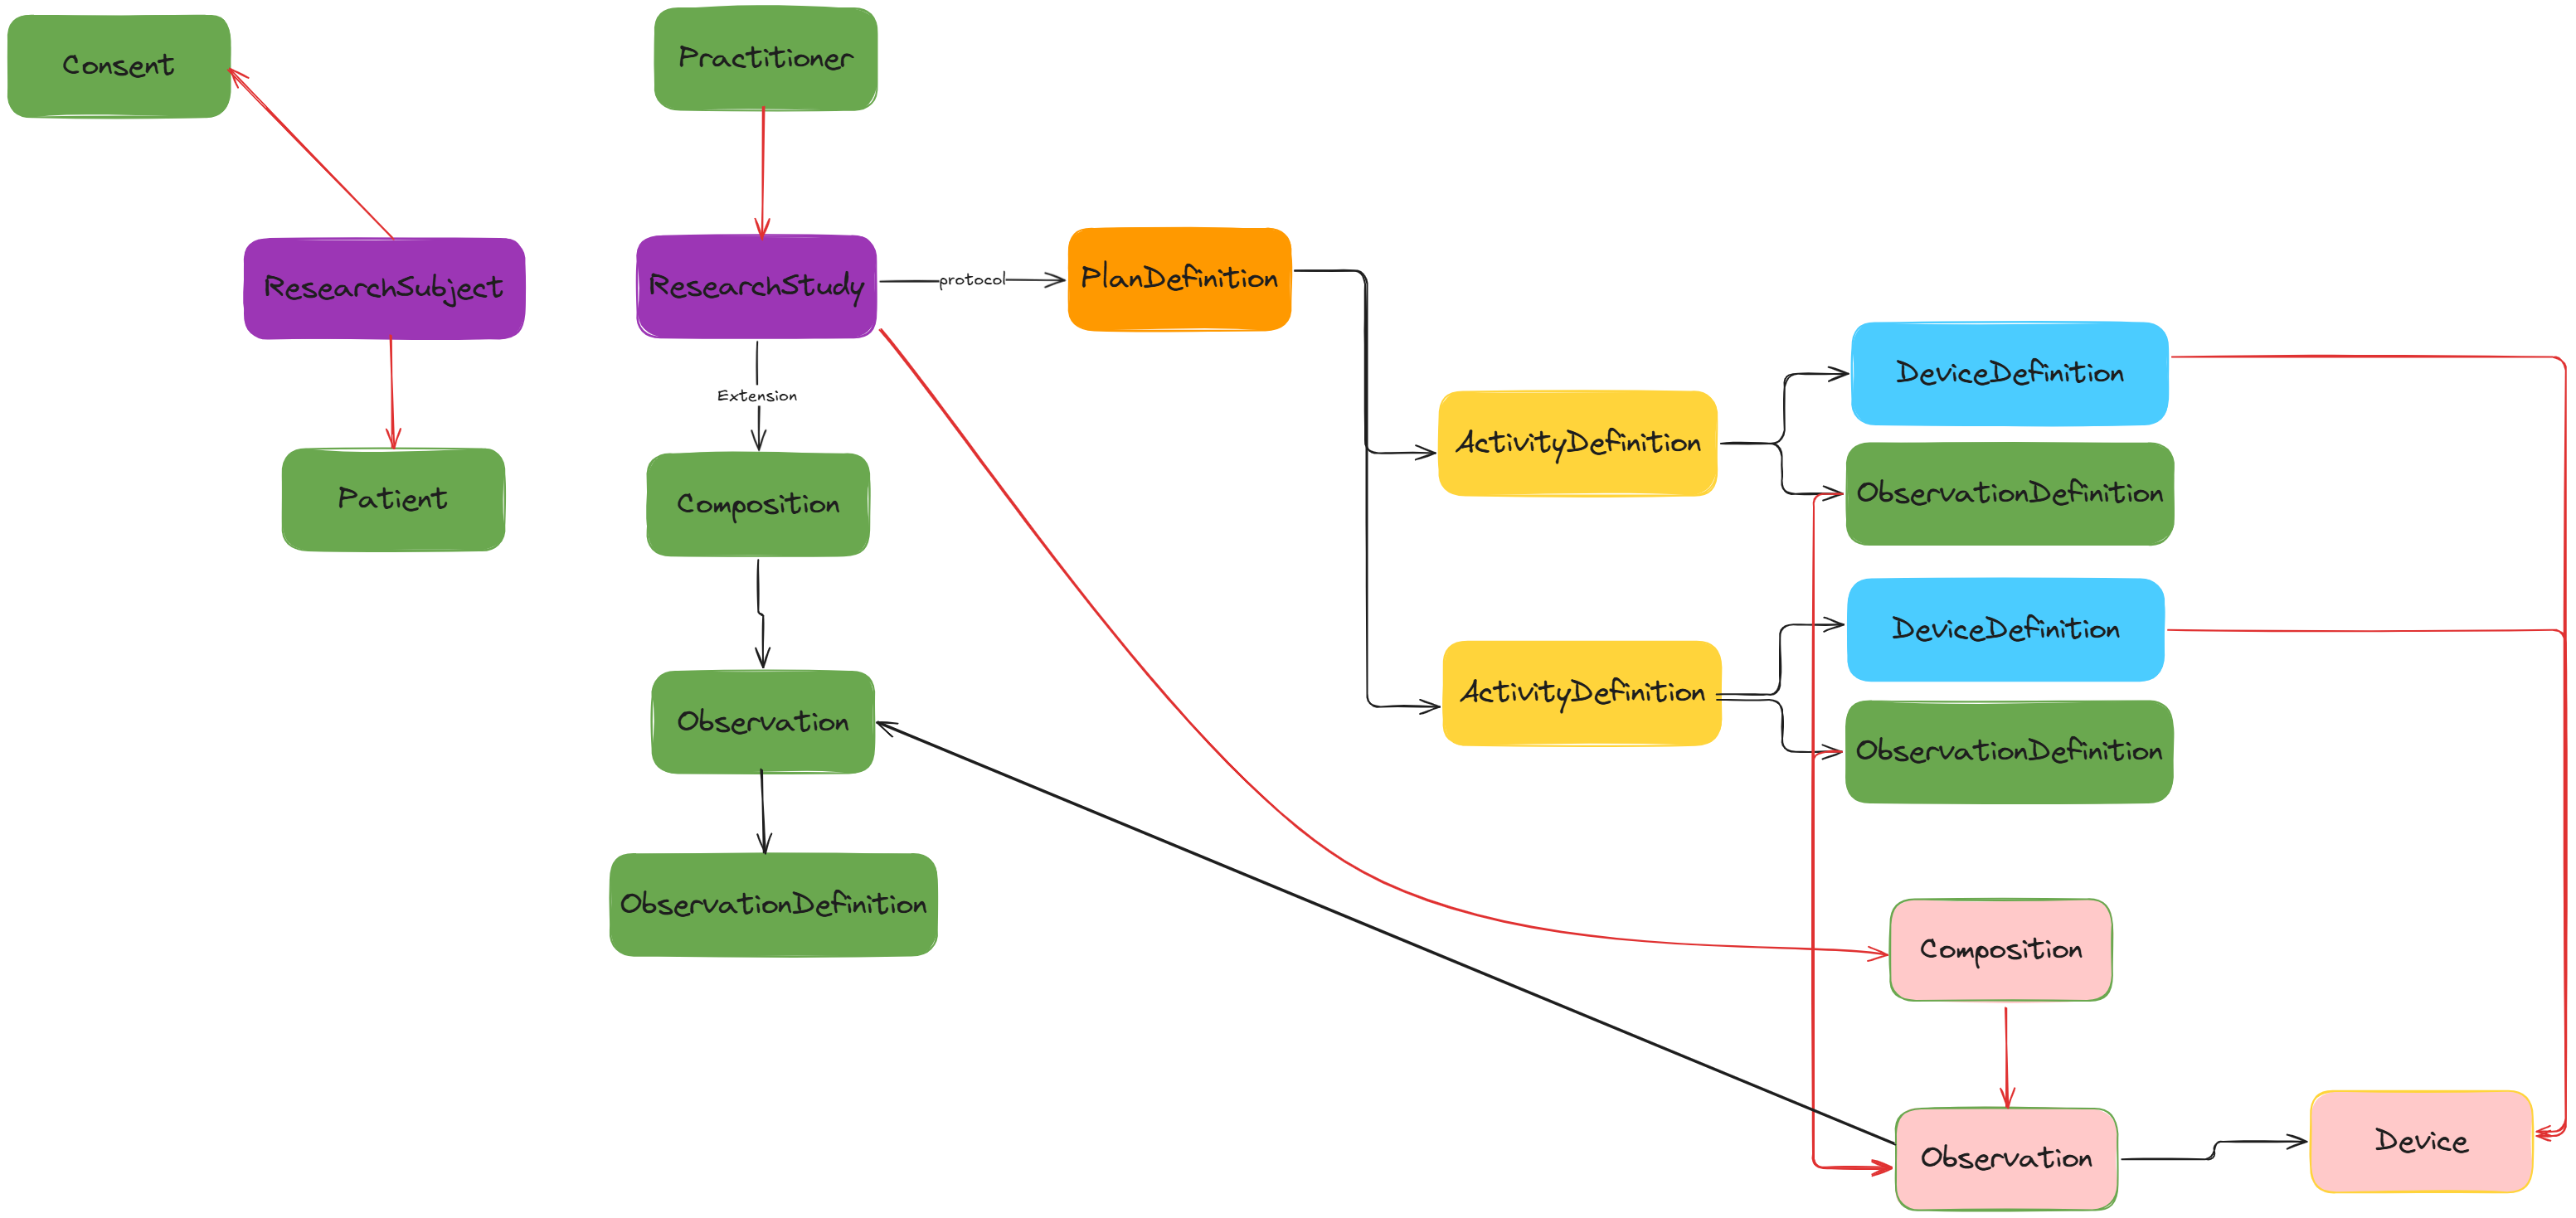 Consent
Practitioner
ResearchSubject
ResearchStudy
protocol
PlanDefinition
Extension
Patient
Composition
Observation
ObservationDefinition
ActivityDefinition
DeviceDefinition
ObservationDefinition
ActivityDefinition
DeviceDefinition
ObservationDefinition
Composition
Observation
Device